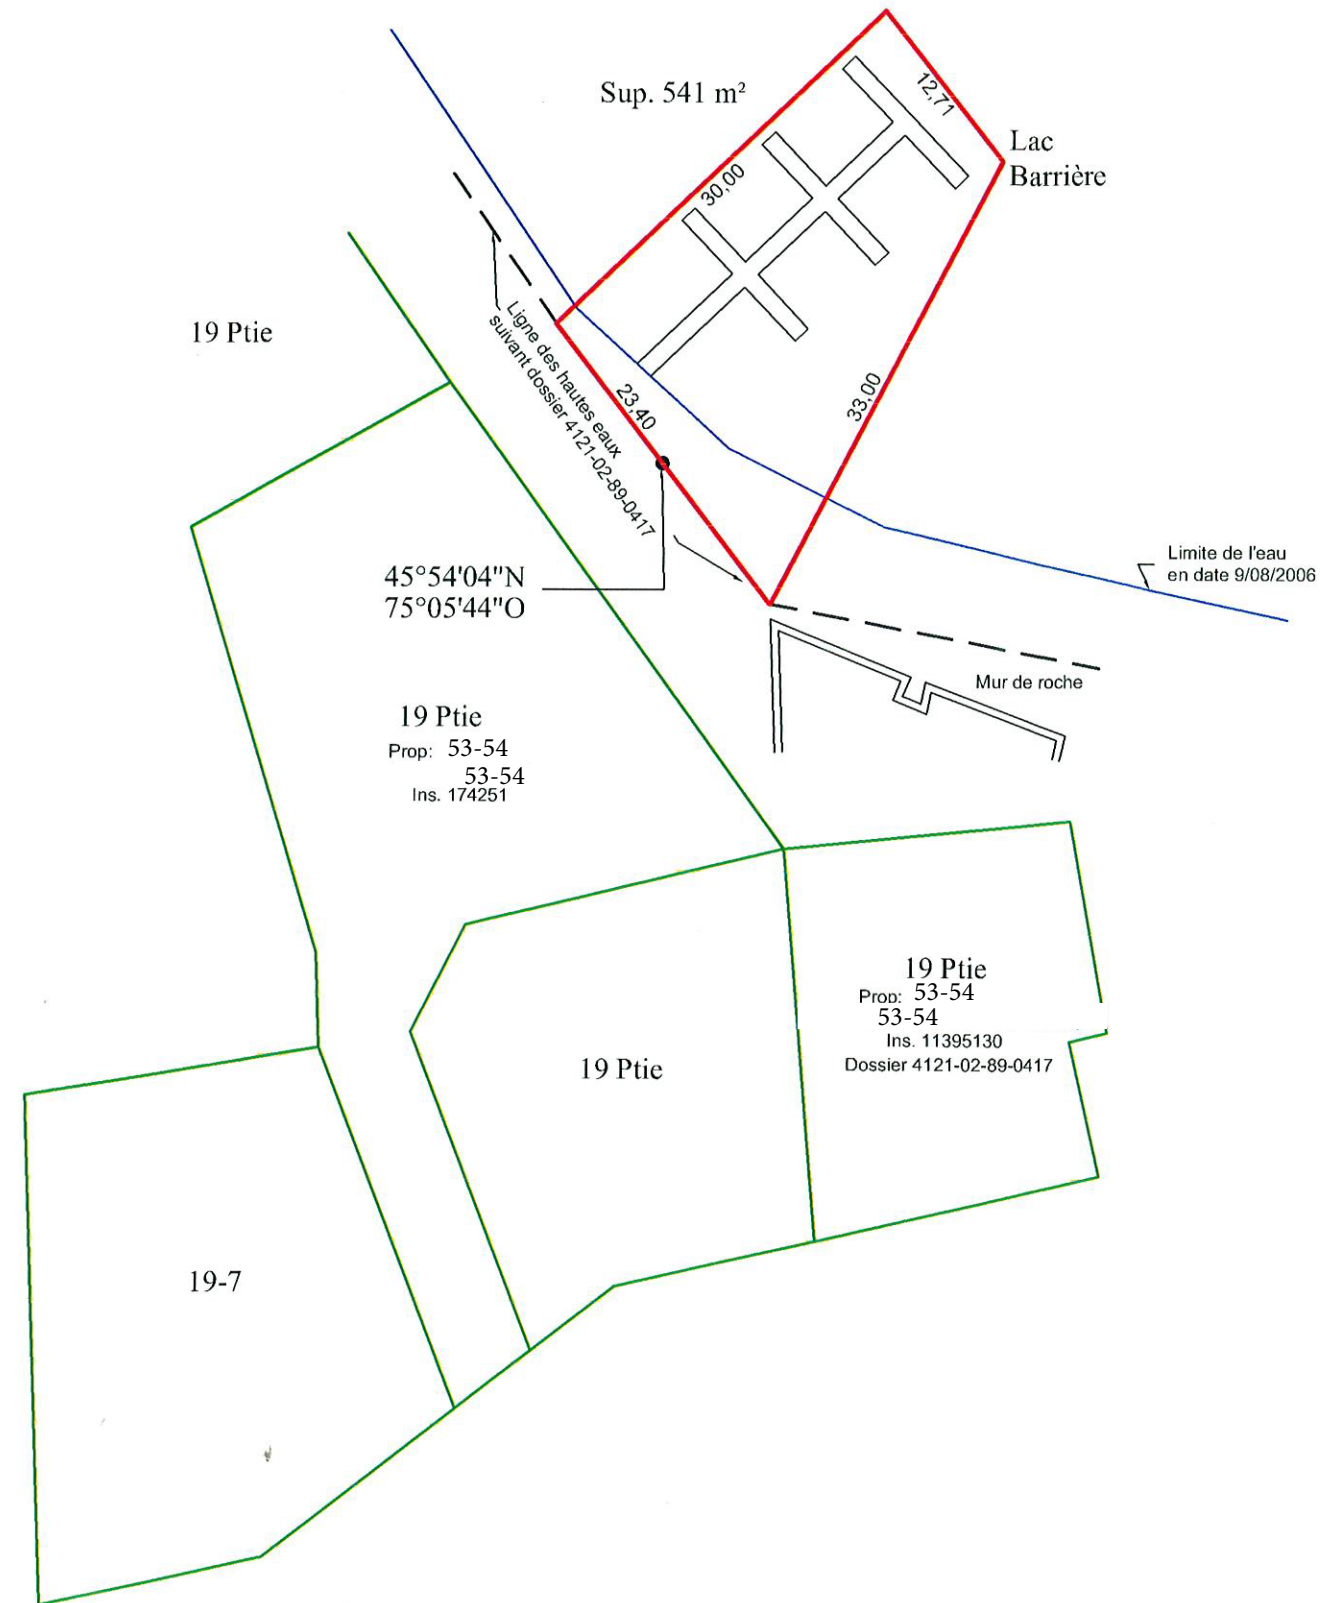 Sup. 541 m²
12,71
Lac
Barrière
30,00
19 Ptie
Ligne des hautes eaux
suivant dossier 4121-02-89-0417
23,40
33,00
Limite de l'eau
en date 9/08/2006
45°54'04"N
75°05'44"O
Mur de roche
19 Ptie
Prop: 53-54
53-54
Ins. 174251
19 Ptie
Prop: 53-54
53-54
Ins. 11395130
Dossier 4121-02-89-0417
19 Ptie
19-7